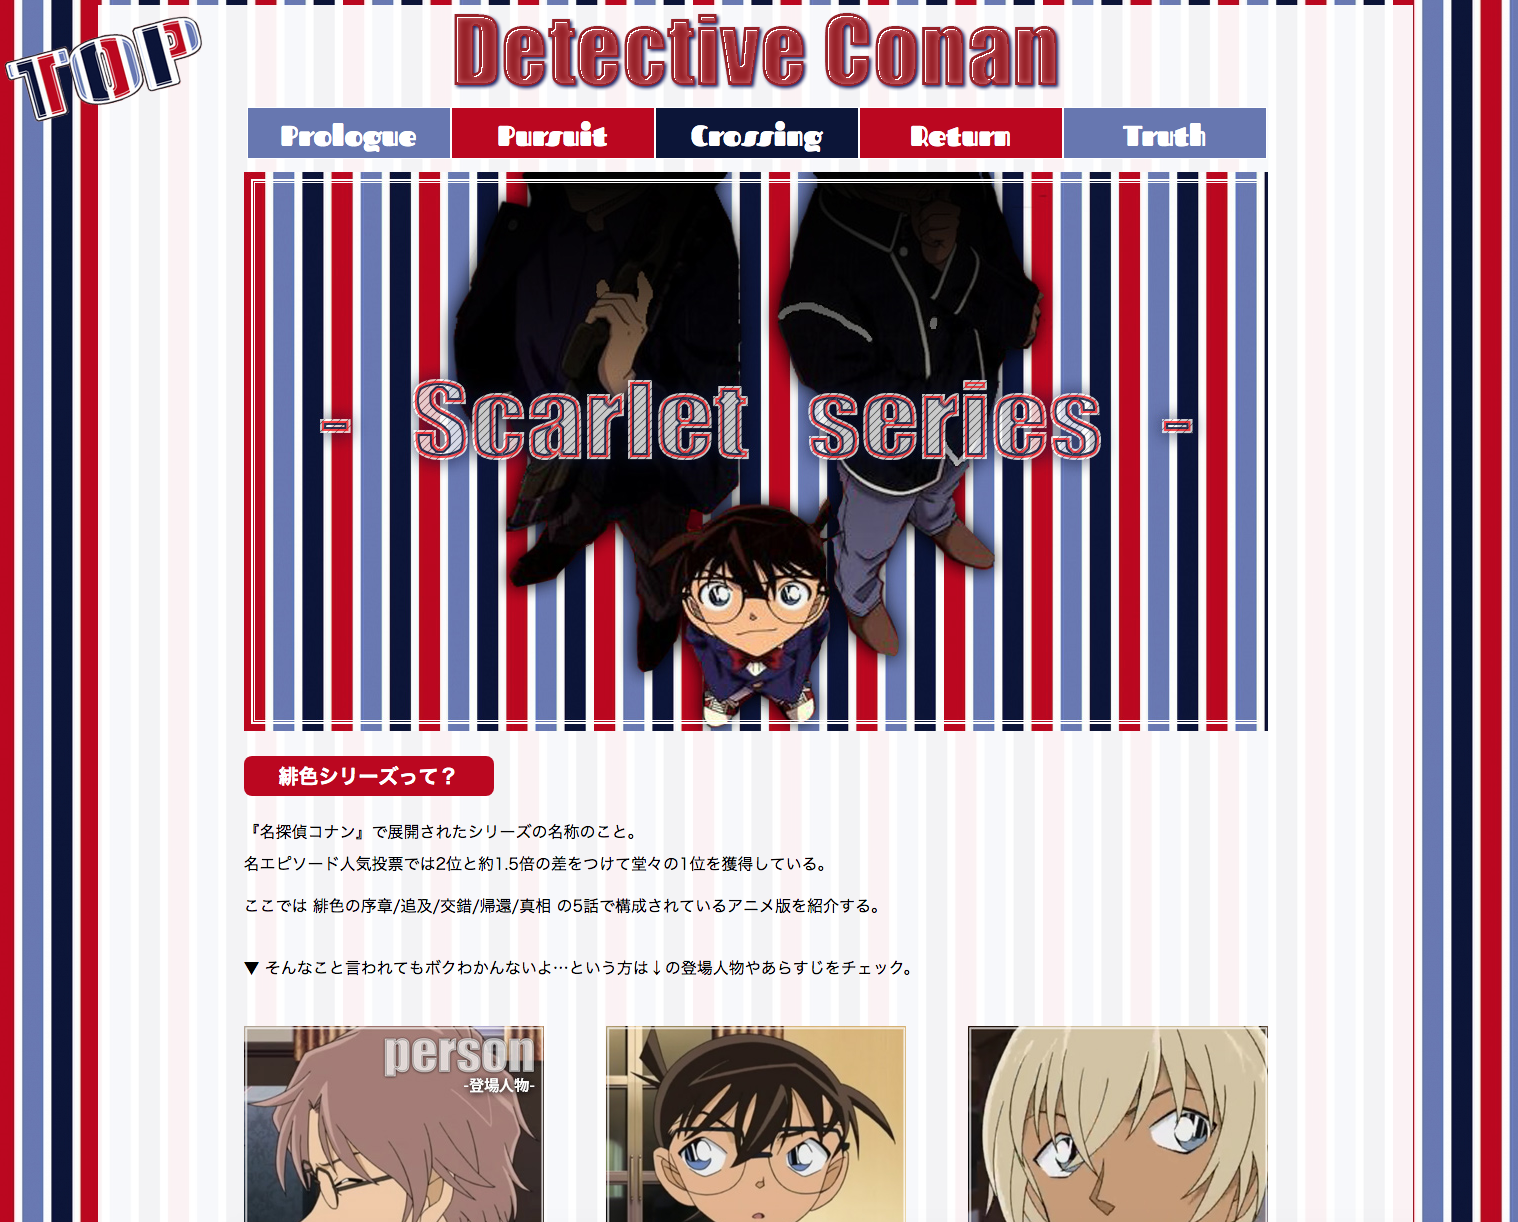 TOP
Detective Conan
Prologue
Pursuit
Crossing
Return
Truth
- Scarlet series -
緋色シリーズって？
『名探偵コナン』で展開されたシリーズの名称のこと。
名エピソード人気投票では2位と約1.5倍の差をつけて堂々の1位を獲得している。
ここでは 緋色の序章/追及/交錯/帰還/真相 の5話で構成されているアニメ版を紹介する。
▼ そんなこと言われてもボクわかんないよ…という方は↓の登場人物やあらすじをチェック。
person
-登場人物-